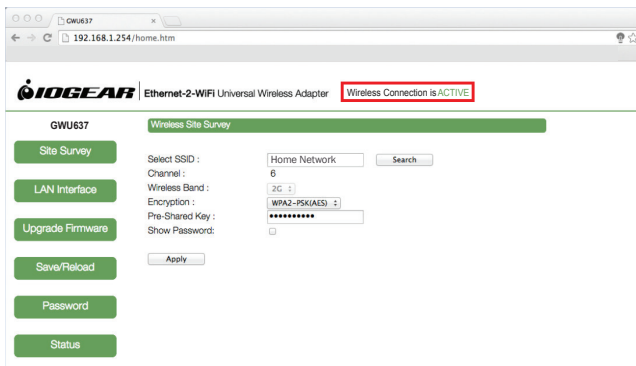 GWU637
192.168.1.254/home.htm
IOGEAR Ethernet-2-WiFi Universal Wireless Adapter Wireless Connection is ACTIVE
GWU637
Site Survey
LAN Interface
Upgrade Firmware
Save/Reload
Password
Status
Wireless Site Survey
Select SSID : Home Network Search
Channel : 6
Wireless Band : 2G
Encryption : WPA2-PSK(AES)
Pre-Shared Key : ••••••••••
Show Password:
Apply